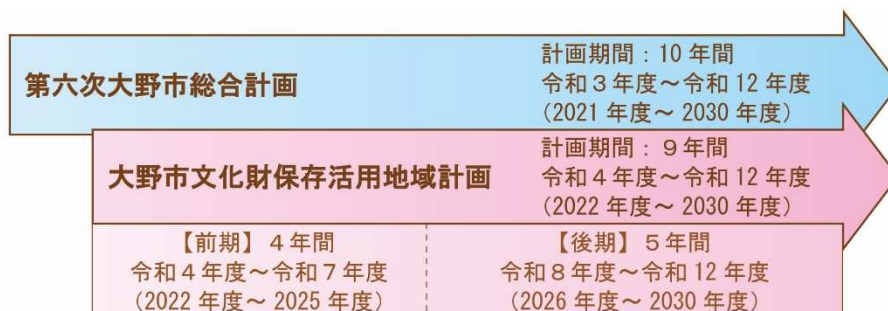 第六次大野市総合計画
計画期間：10 年間
令和３年度～令和 12 年度
（2021 年度～ 2030 年度）
大野市文化財保存活用地域計画
計画期間：９年間
令和４年度～令和 12 年度
（2022 年度～ 2030 年度）
【前期】４年間
令和４年度～令和７年度
（2022 年度～ 2025 年度）
【後期】５年間
令和８年度～令和 12 年度
（2026 年度～ 2030 年度）